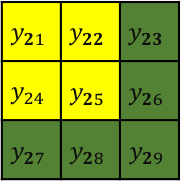 y₂₁ y₂₂ y₂₃
y₂₄ y₂₅ y₂₆
y₂₇ y₂₈ y₂₉